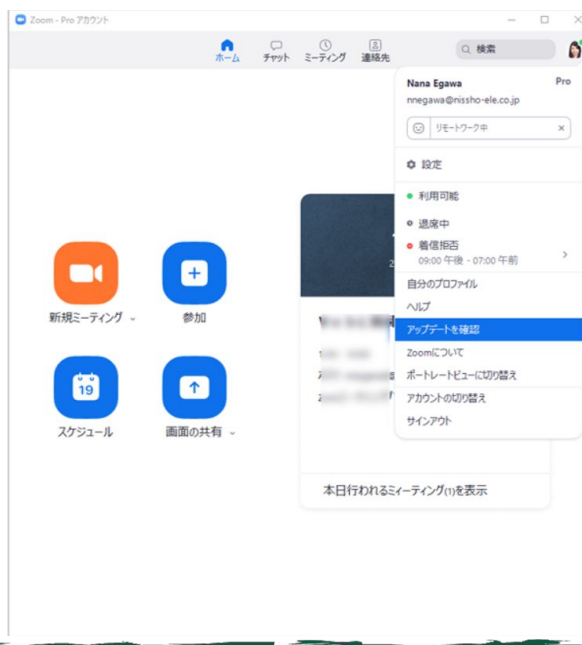 Zoom - Pro アカウント
ホーム
チャット
ミーティング
連絡先
検索
Nana Egawa
Pro
nnegawa@nissho-ele.co.jp
リモートワーク中
設定
利用可能
退席中
着信拒否
09:00 午後 - 07:00 午前
自分のプロファイル
ヘルプ
アップデートを確認
Zoomについて
ポートレートビューに切り替え
アカウントの切り替え
サインアウト
新規ミーティング
参加
19
スケジュール
画面の共有
本日行われるミーティング(1)を表示